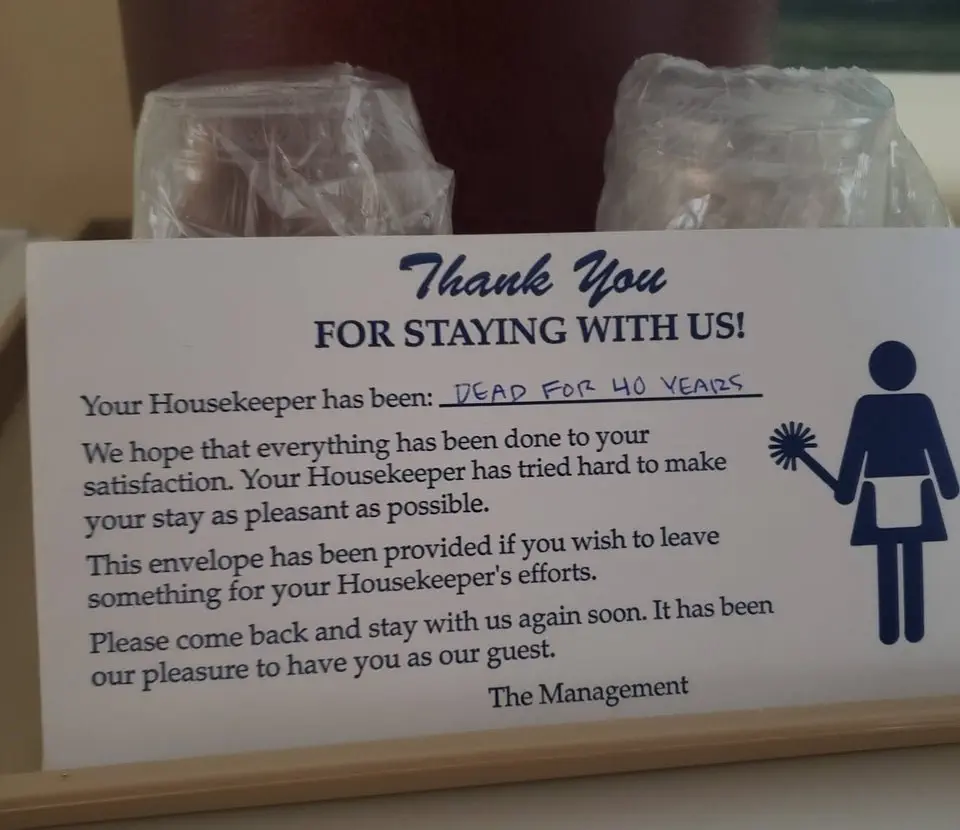 Thank You
FOR STAYING WITH US!
Your Housekeeper has been: DEAD FOR 40 YEARS
We hope that everything has been done to your
satisfaction. Your Housekeeper has tried hard to make
your stay as pleasant as possible.
This envelope has been provided if you wish to leave
something for your Housekeeper's efforts.
Please come back and stay with us again soon. It has been
our pleasure to have you as our guest.
The Management